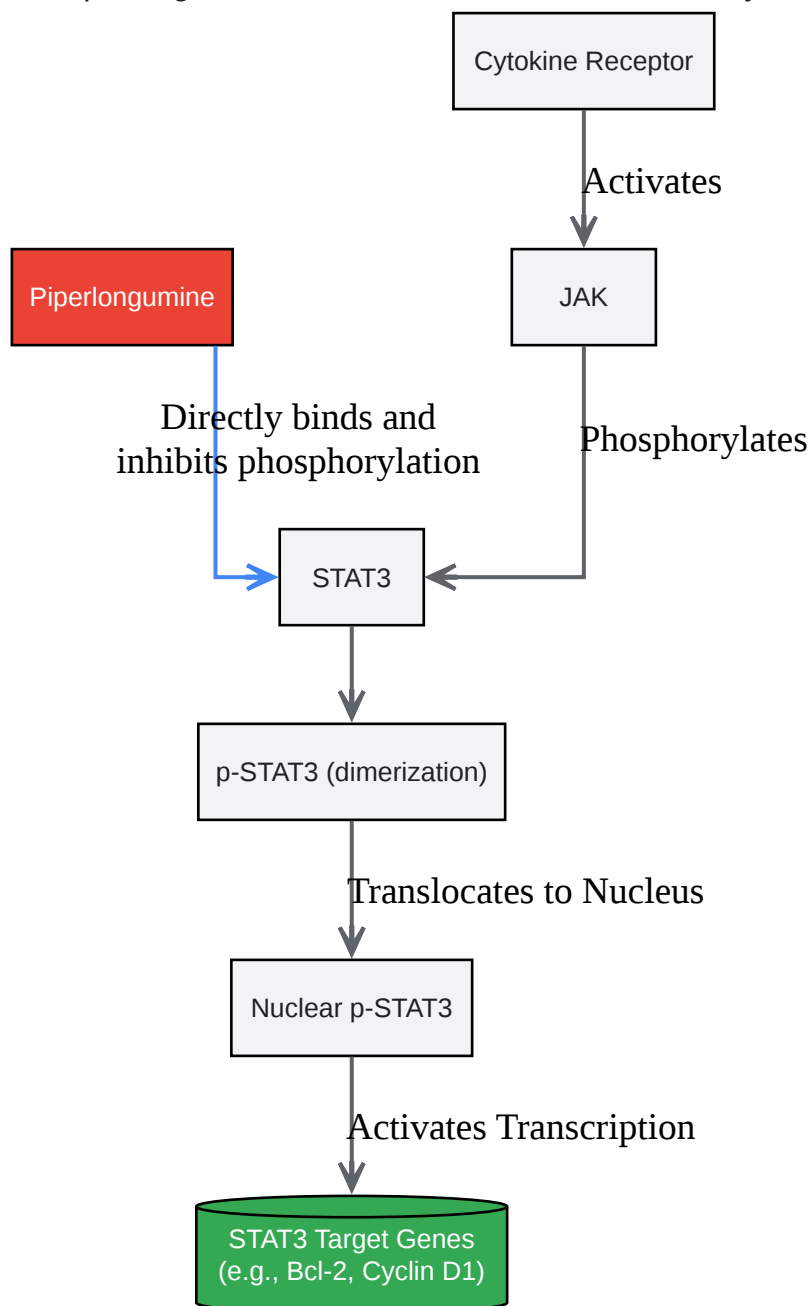 Cytokine Receptor
Activates
Piperlongumine
JAK
Directly binds and
inhibits phosphorylation
Phosphorylates
STAT3
p-STAT3 (dimerization)
Translocates to Nucleus
Nuclear p-STAT3
Activates Transcription
STAT3 Target Genes
(e.g., Bcl-2, Cyclin D1)